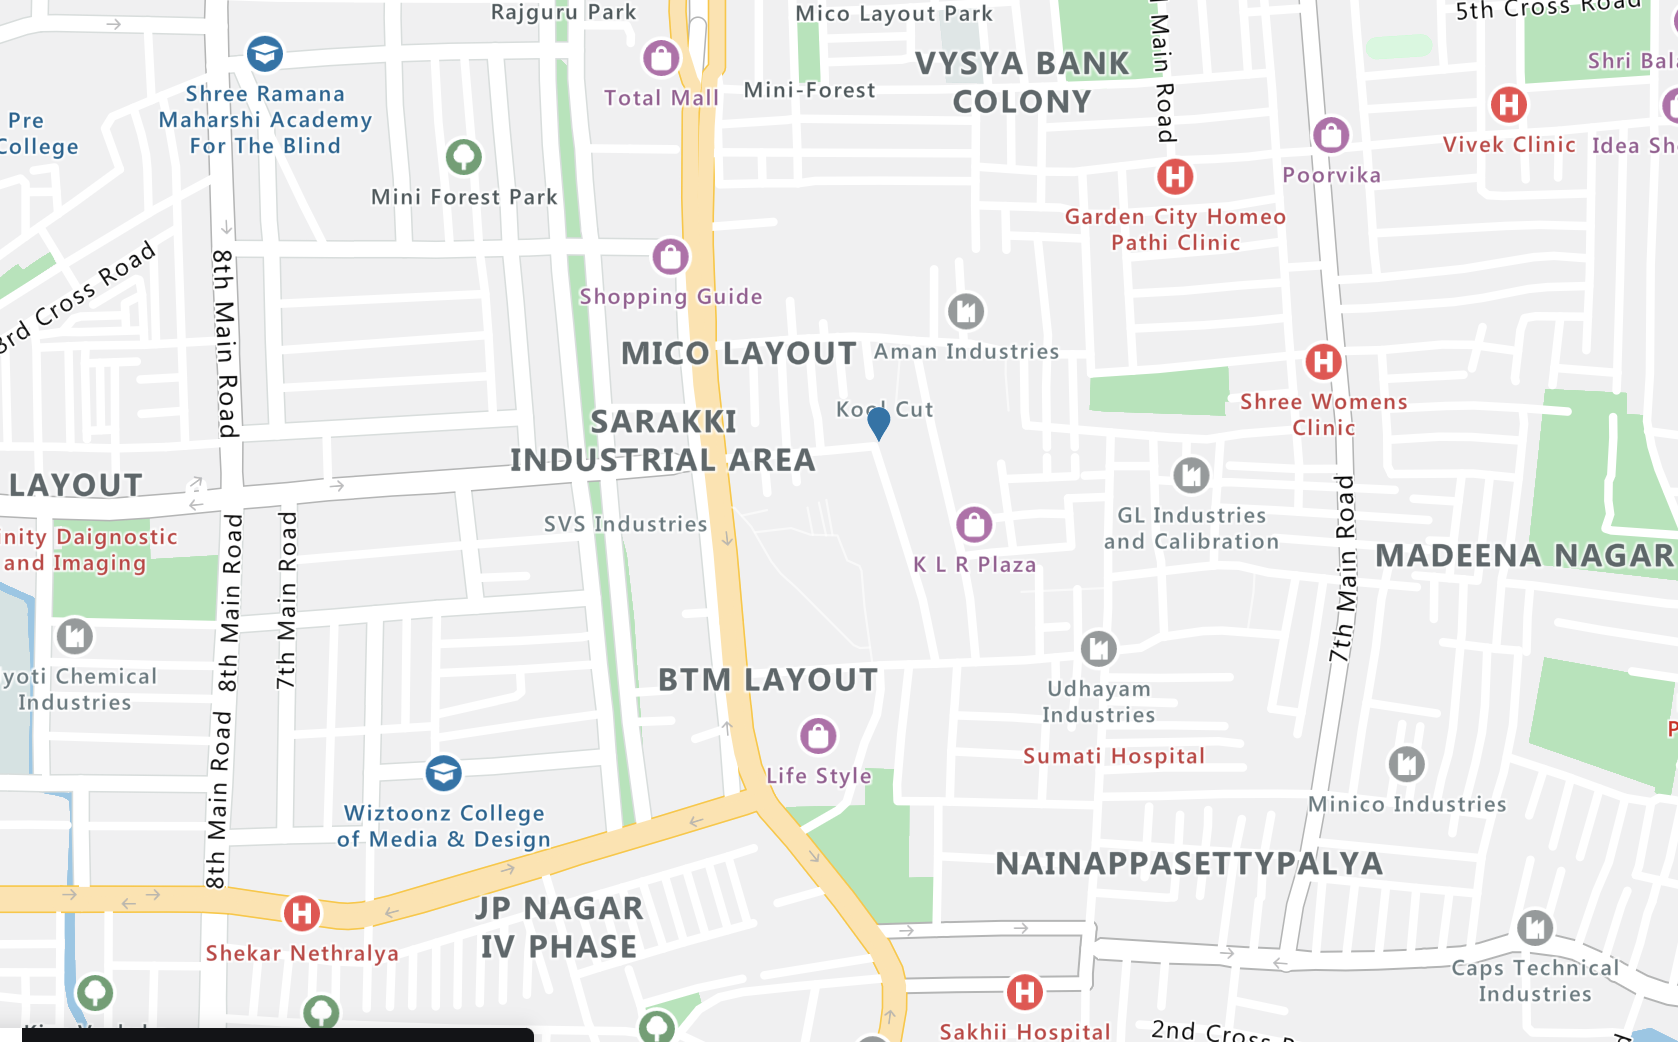 Rajguru Park
Mico Layout Park
5th Cross Road
Main Road
VYSYA BANK
COLONY
Shri Bala
Total Mall
Mini-Forest
Shree Ramana
Maharshi Academy
For The Blind
Pre
College
Vivek Clinic
Idea Sho
Poorvika
Mini Forest Park
Garden City Homeo
Pathi Clinic
3rd Cross Road
8th Main Road
Shopping Guide
MICO LAYOUT
Aman Industries
Kool Cut
Shree Womens
Clinic
SARAKKI
INDUSTRIAL AREA
LAYOUT
inity Daignostic
and Imaging
SVS Industries
GL Industries
and Calibration
K L R Plaza
MADEENA NAGAR
7th Main Road
8th Main Road
7th Main Road
yoti Chemical
Industries
BTM LAYOUT
Udhayam
Industries
Sumati Hospital
Life Style
Minico Industries
8th Main Road
Wiztoonz College
of Media & Design
NAINAPPASETTYPALYA
JP NAGAR
IV PHASE
Shekar Nethralya
Caps Technical
Industries
Sakhii Hospital
2nd Cross